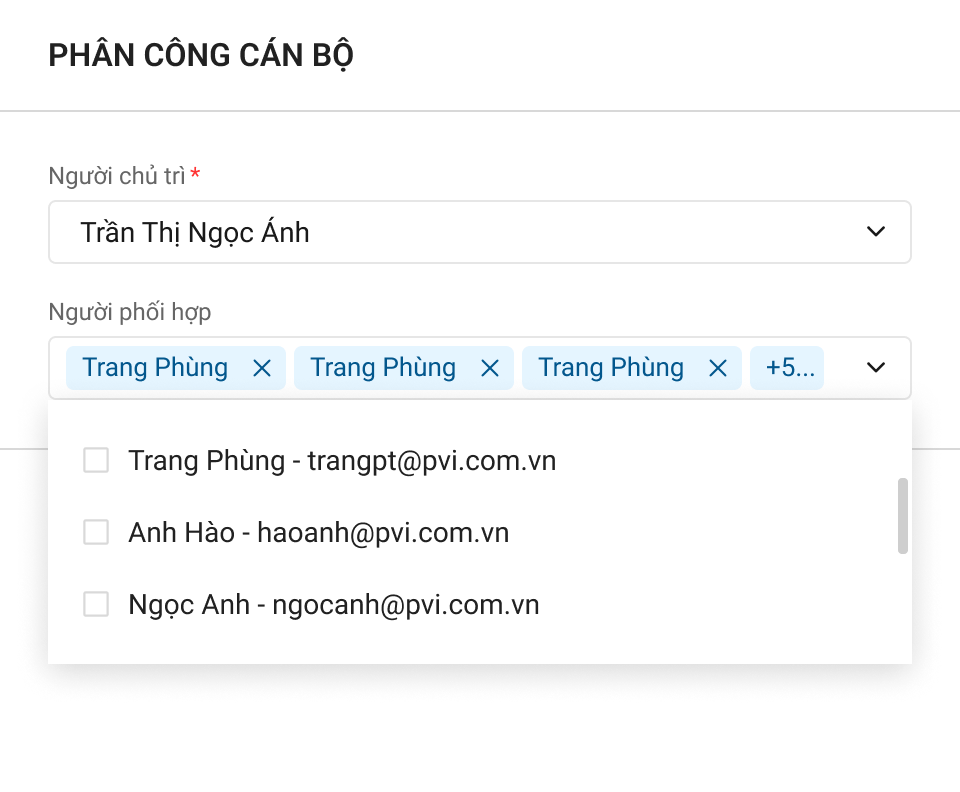 PHÂN CÔNG CÁN BỘ
Người chủ trì *
Trần Thị Ngọc Ánh
Người phối hợp
Trang Phùng Trang Phùng Trang Phùng +5...
Trang Phùng - trangpt@pvi.com.vn
Anh Hào - haoanh@pvi.com.vn
Ngọc Anh - ngocanh@pvi.com.vn